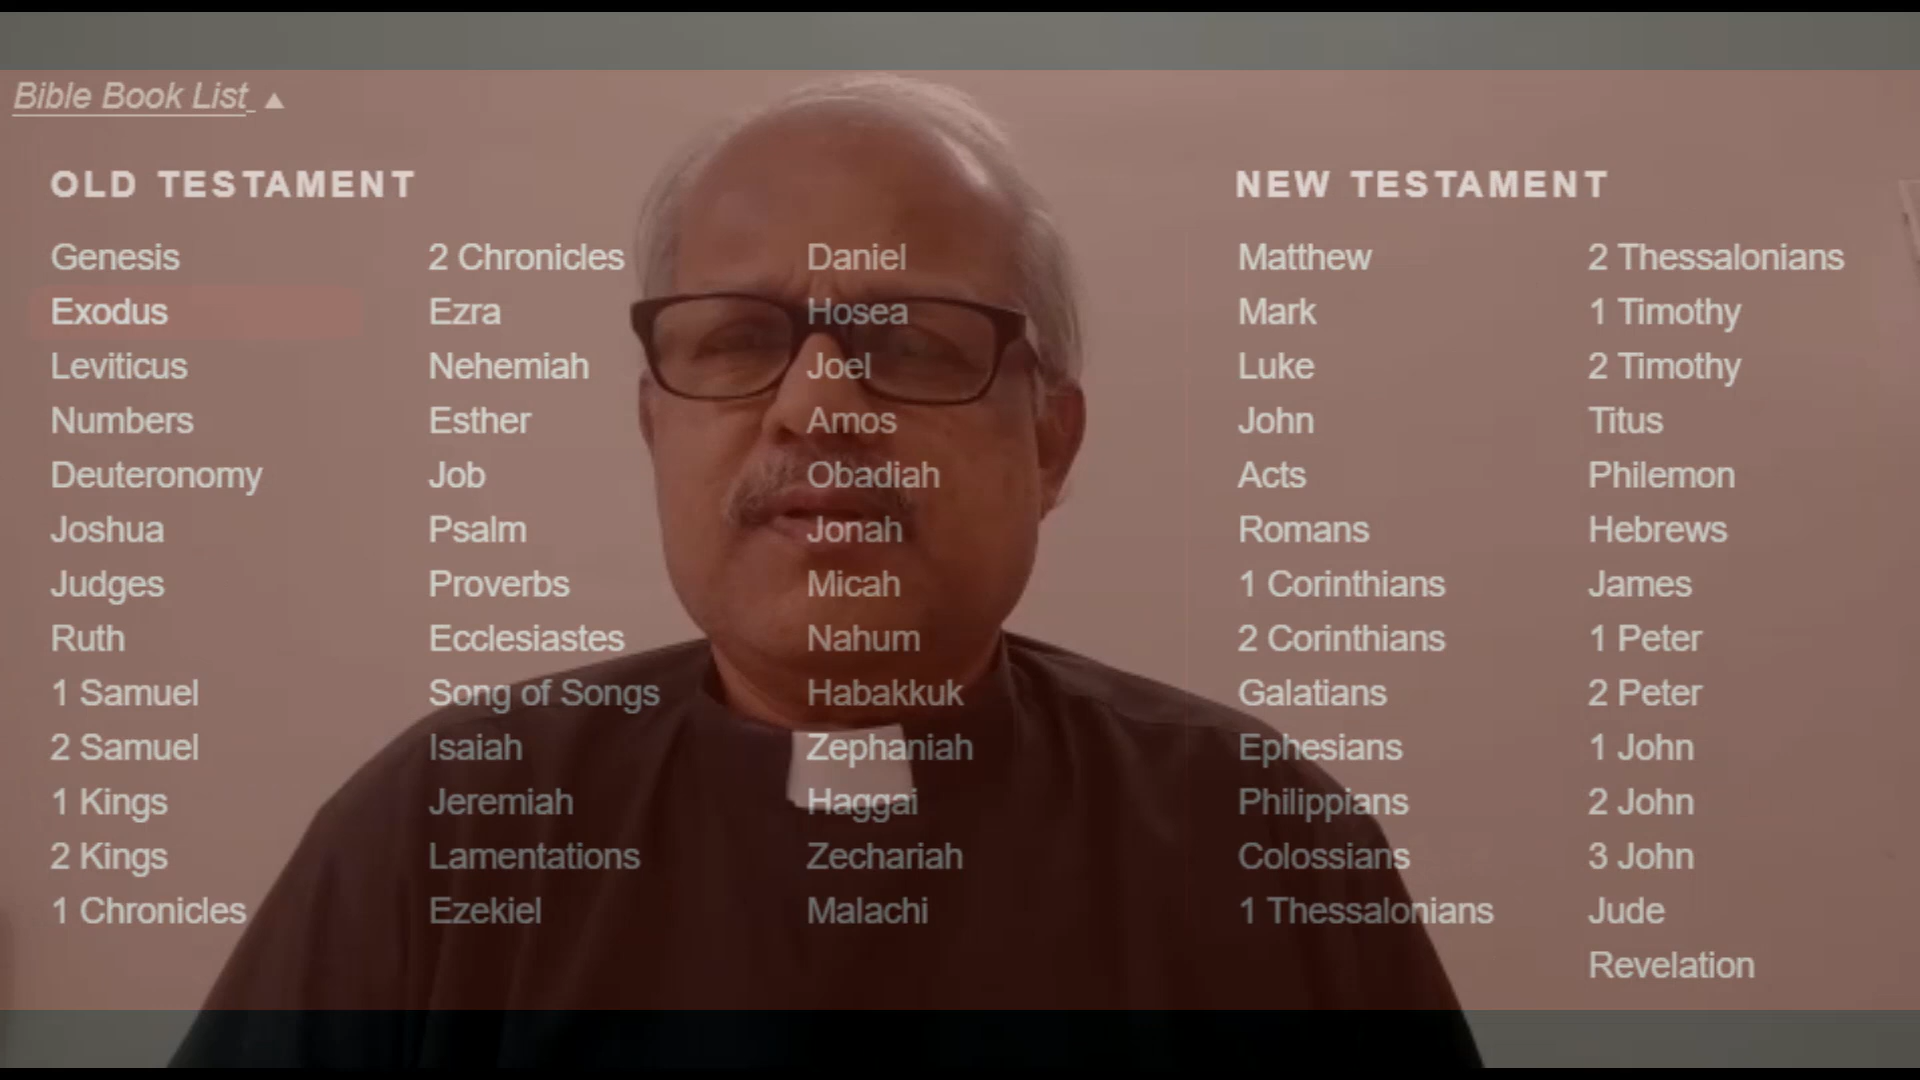 Bible Book List ▲
OLD TESTAMENT
Genesis
Exodus
Leviticus
Numbers
Deuteronomy
Joshua
Judges
Ruth
1 Samuel
2 Samuel
1 Kings
2 Kings
1 Chronicles
2 Chronicles
Ezra
Nehemiah
Esther
Job
Psalm
Proverbs
Ecclesiastes
Song of Songs
Isaiah
Jeremiah
Lamentations
Ezekiel
Daniel
Hosea
Joel
Amos
Obadiah
Jonah
Micah
Nahum
Habakkuk
Zephaniah
Haggai
Zechariah
Malachi
NEW TESTAMENT
Matthew
Mark
Luke
John
Acts
Romans
1 Corinthians
2 Corinthians
Galatians
Ephesians
Philippians
Colossians
1 Thessalonians
2 Thessalonians
1 Timothy
2 Timothy
Titus
Philemon
Hebrews
James
1 Peter
2 Peter
1 John
2 John
3 John
Jude
Revelation